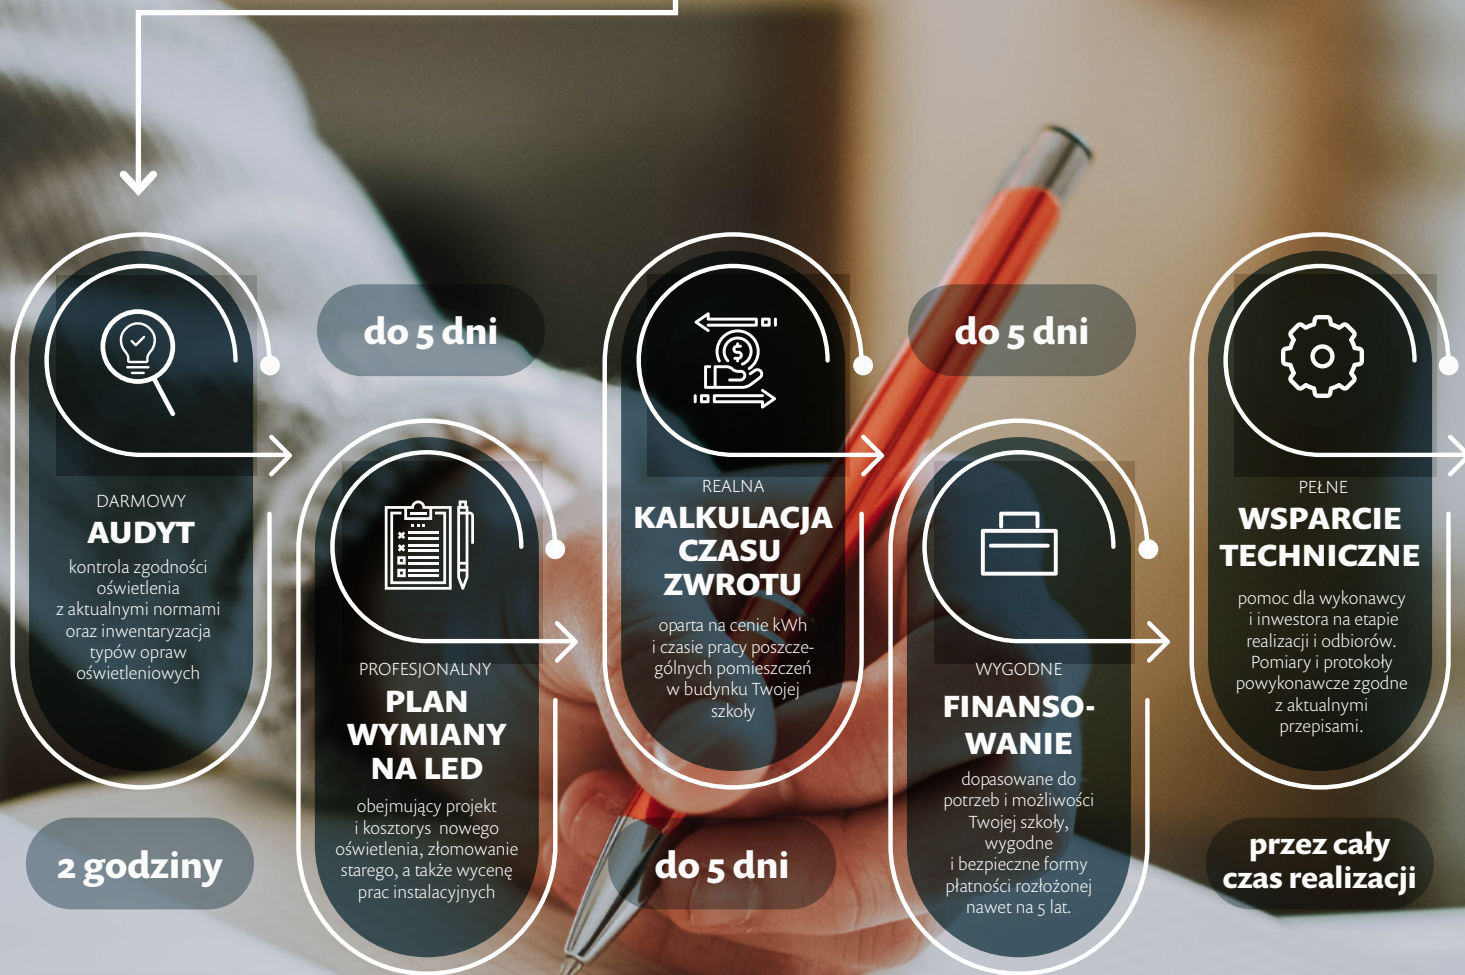 DARMOWY
AUDYT
kontrola zgodności
oświetlenia
z aktualnymi normami
oraz inwentaryzacja
typów opraw
oświetleniowych
2 godziny
do 5 dni
PROFESJONALNY
PLAN
WYMIANY
NA LED
obejmujący projekt
i kosztorys nowego
oświetlenia, złomowanie
starego, a także wycenę
prac instalacyjnych
REALNA
KALKULACJA
CZASU
ZWROTU
oparta na cenie kWh
i czasie pracy poszcze-
gólnych pomieszczeń
w budynku Twojej
szkoły
do 5 dni
do 5 dni
WYGODNE
FINANSO-
WANIE
dopasowane do
potrzeb i możliwości
Twojej szkoły,
wygodne
i bezpieczne formy
płatności rozłożonej
nawet na 5 lat.
PEŁNE
WSPARCIE
TECHNICZNE
pomoc dla wykonawcy
i inwestora na etapie
realizacji i odbiorów.
Pomiary i protokoły
powykonawcze zgodne
z aktualnymi
przepisami.
przez cały
czas realizacji